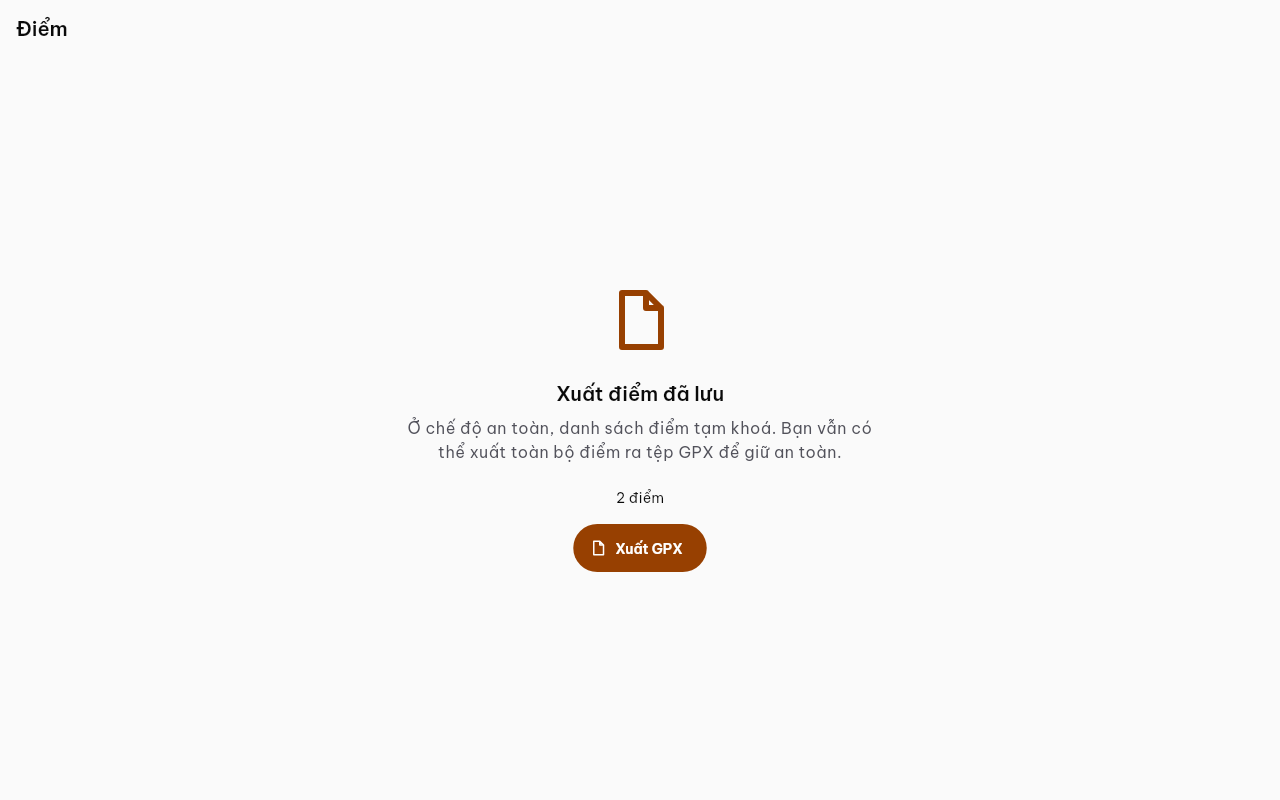 Điểm
Xuất điểm đã lưu
Ở chế độ an toàn, danh sách điểm tạm khoá. Bạn vẫn có
thể xuất toàn bộ điểm ra tệp GPX để giữ an toàn.
2 điểm
Xuất GPX